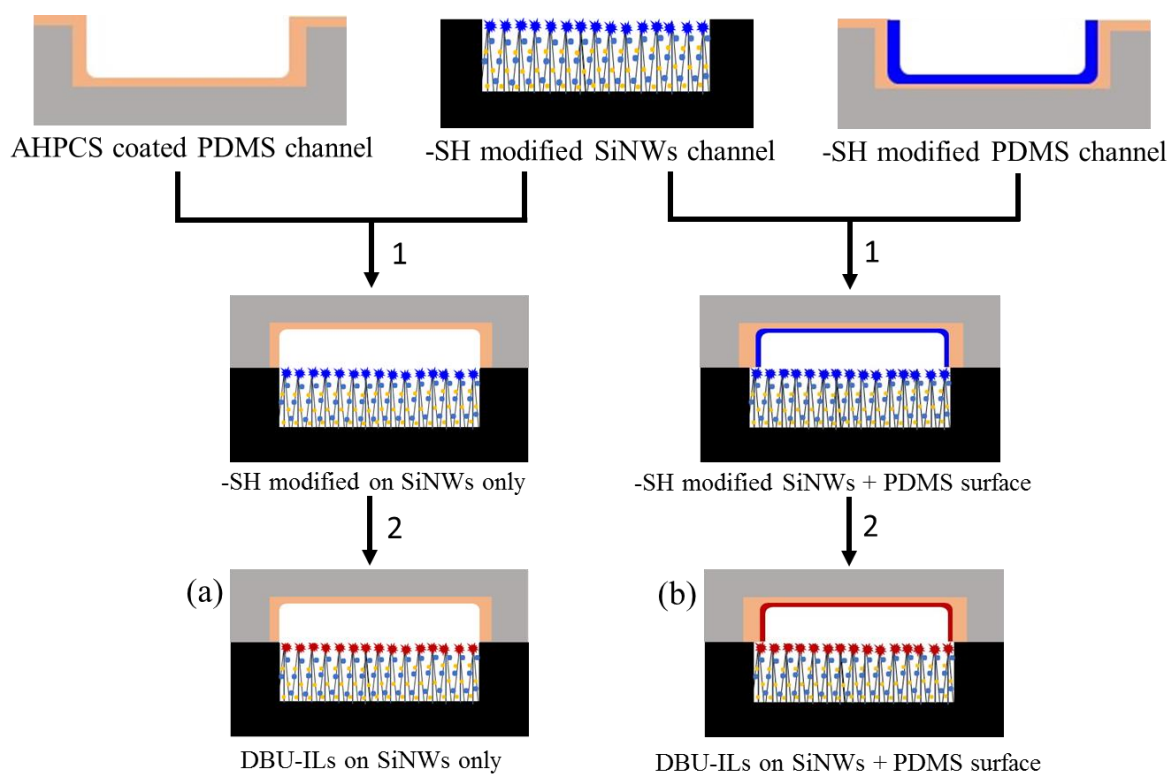 AHPCS coated PDMS channel
-SH modified SiNWs channel
-SH modified PDMS channel
1
1
-SH modified on SiNWs only
-SH modified SiNWs + PDMS surface
2
2
(a)
(b)
DBU-ILs on SiNWs only
DBU-ILs on SiNWs + PDMS surface